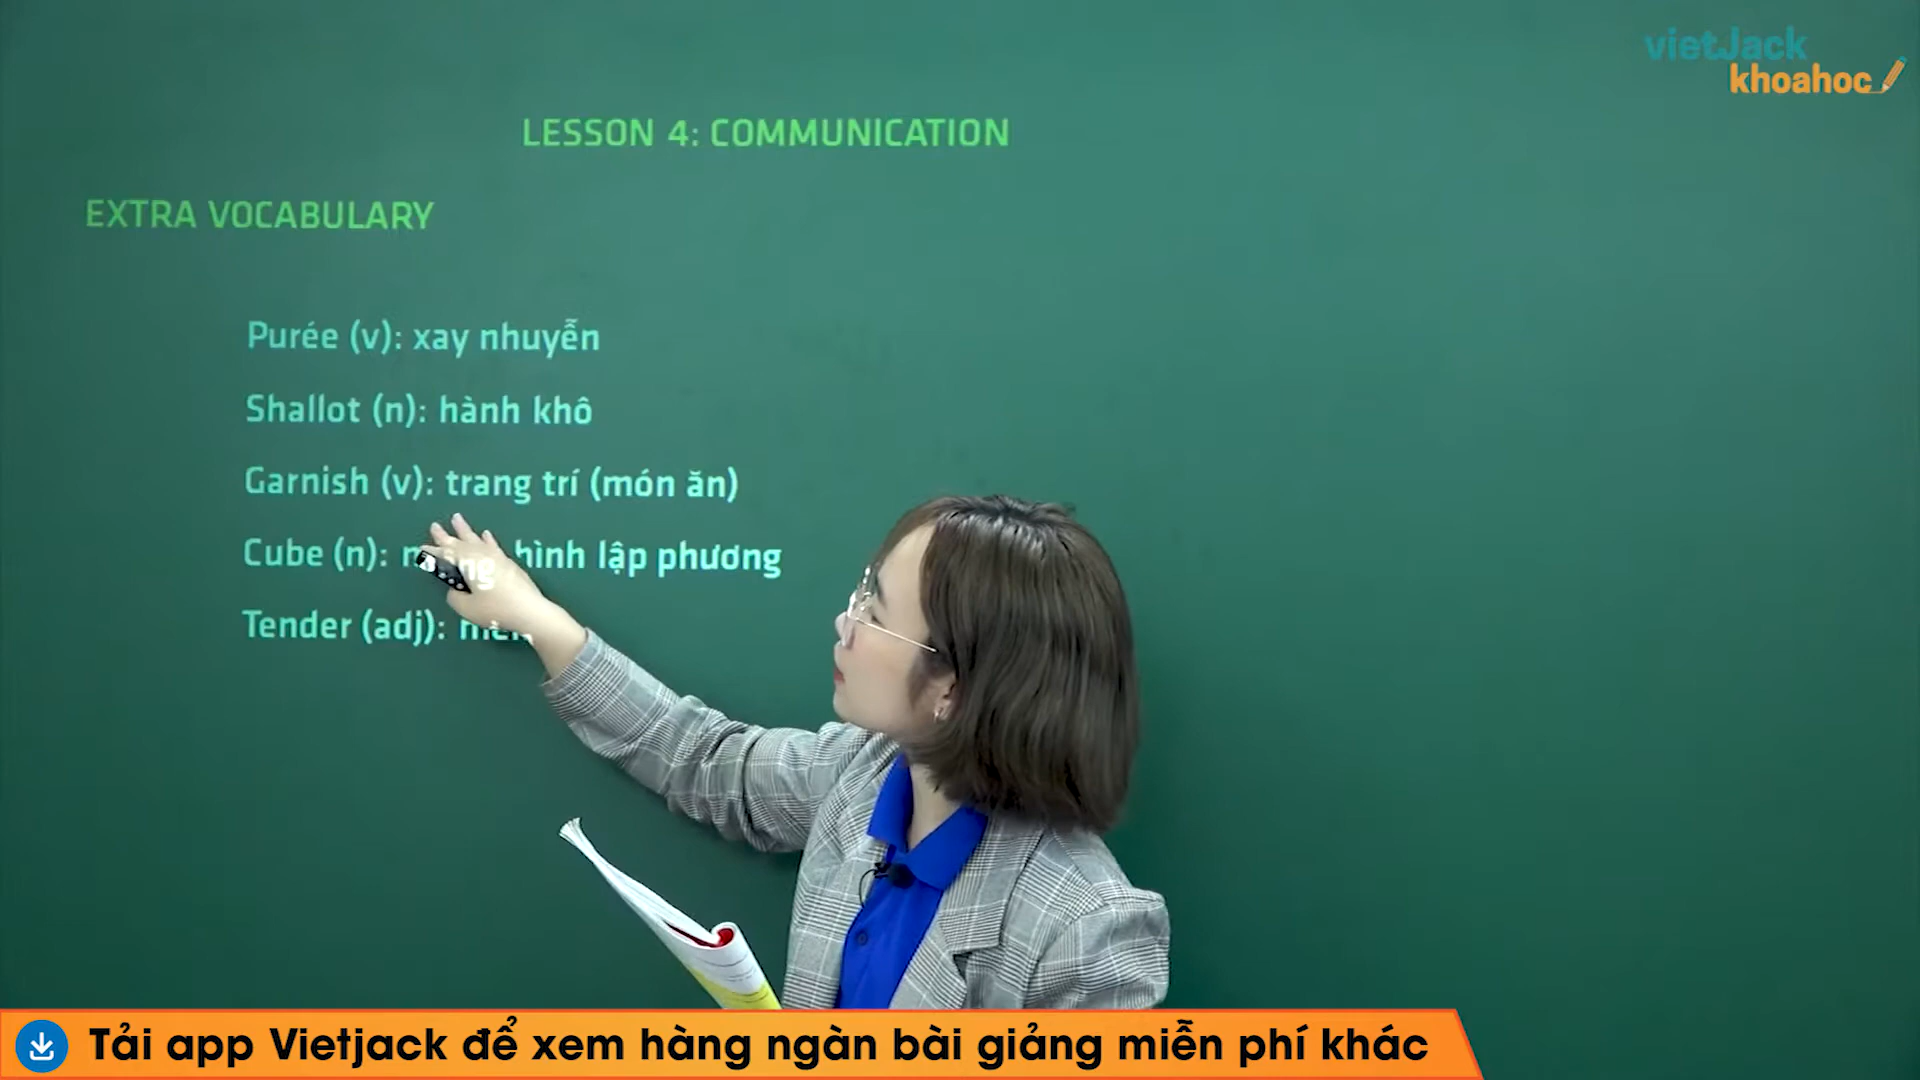 vietJack
khoahoc
LESSON 4: COMMUNICATION
EXTRA VOCABULARY
Purée (v): xay nhuyễn
Shallot (n): hành khô
Garnish (v): trang trí (món ăn)
Cube (n): hình lập phương
Tender (adj):
Tải app Vietjack để xem hàng ngàn bài giảng miễn phí khác